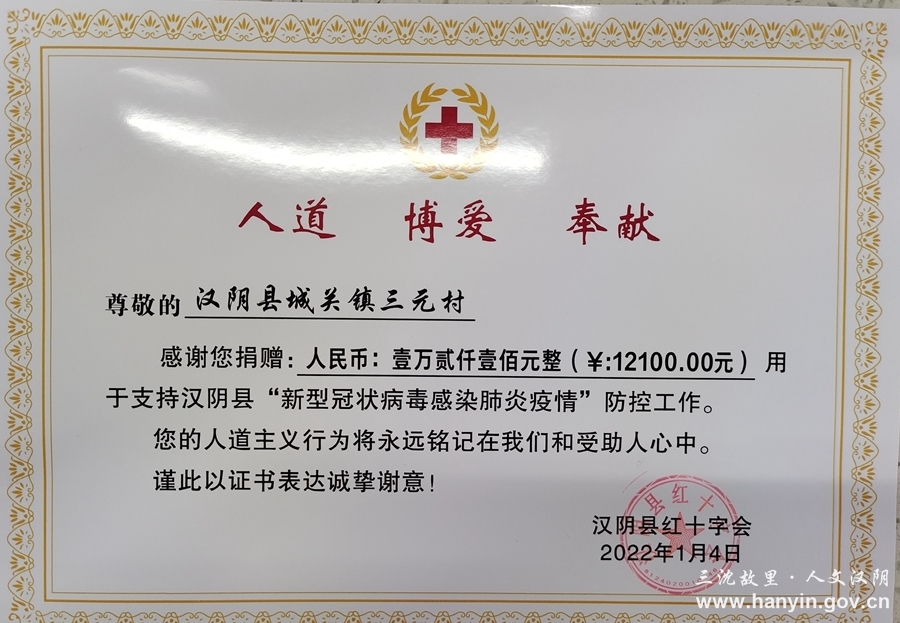 人道 博爱 奉献
尊敬的 汉阴县城关镇三元村
感谢您捐赠：人民币：壹万贰仟壹佰元整（￥:12100.00元）用
于支持汉阴县“新型冠状病毒感染肺炎疫情”防控工作。
您的人道主义行为将永远铭记在我们和受助人心中。
谨此以证书表达诚挚谢意！
县红十字
汉阴县红十字会
2022年1月4日
三沈故里·人文汉阴
www.hanyin.gov.cn